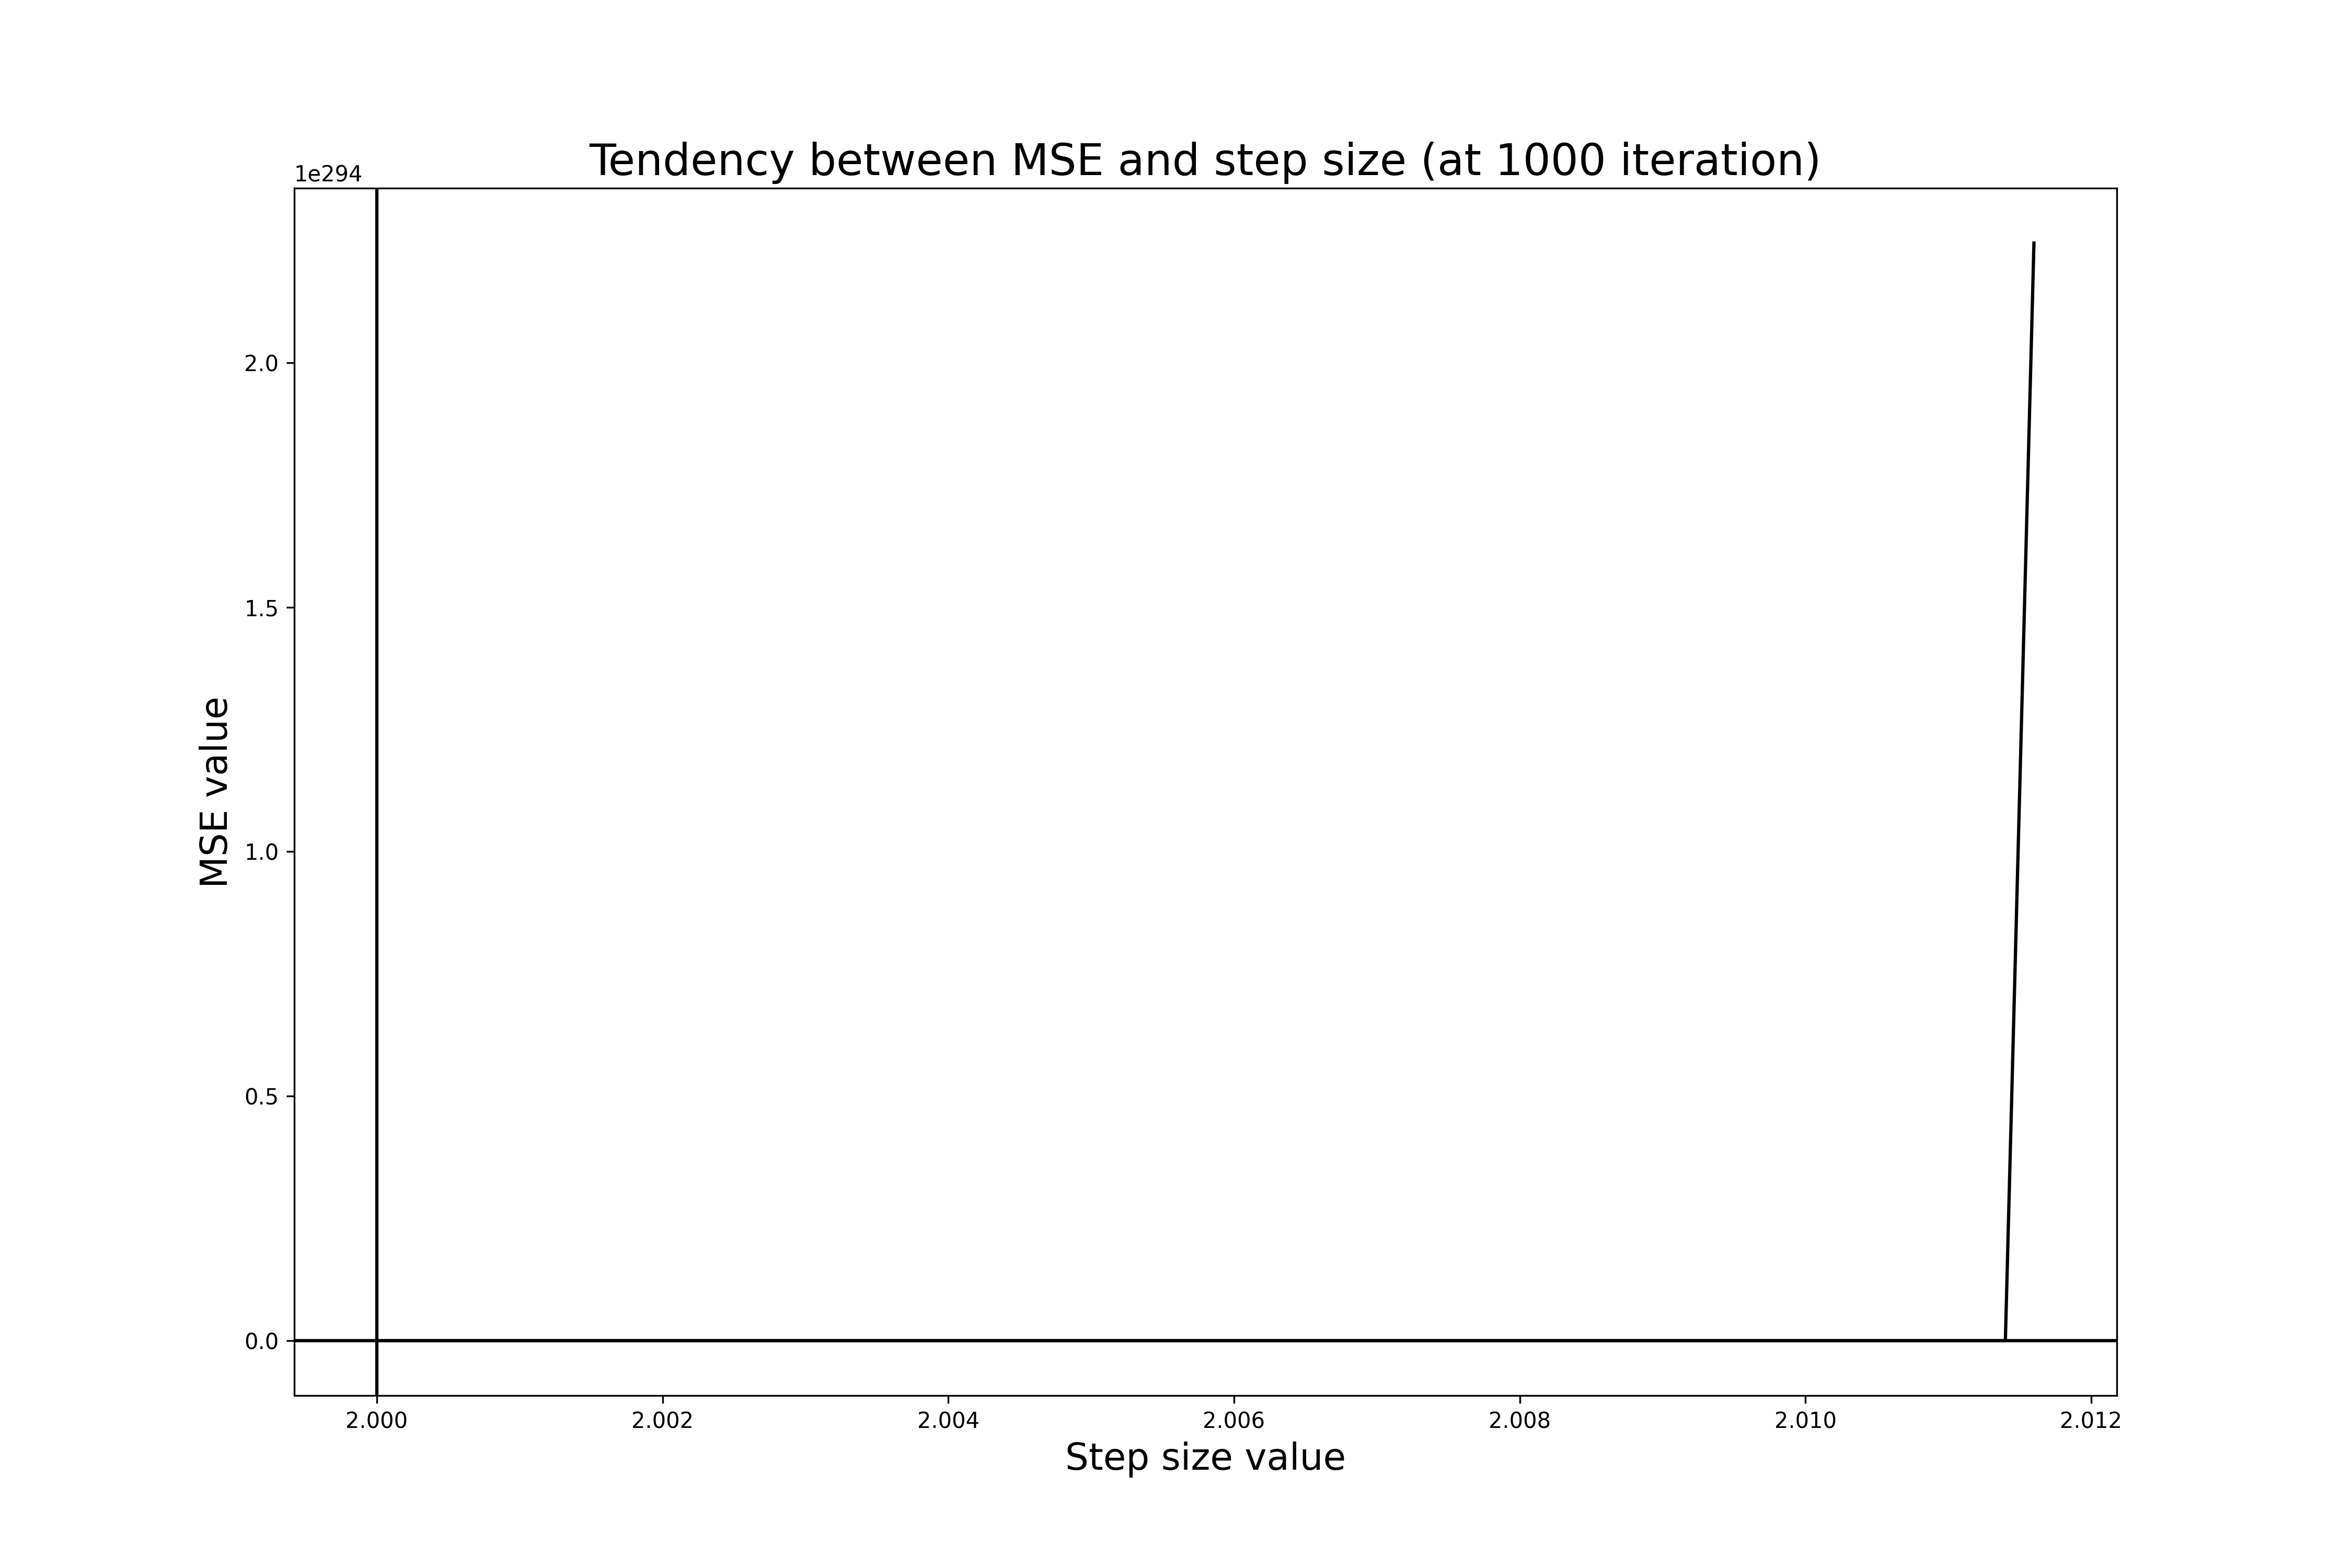 Tendency between MSE and step size (at 1000 iteration)
1e294
2.0
1.5
1.0
0.5
0.0
MSE value
2.000 2.002 2.004 2.006 2.008 2.010 2.012
Step size value